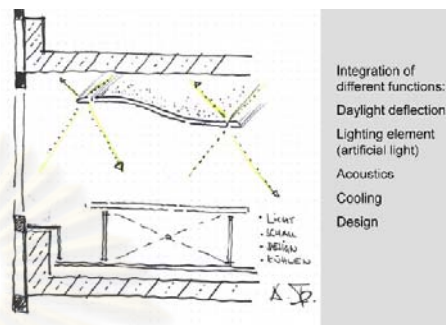 Integration of
different functions:
Daylight deflection
Lighting element
(artificial light)
Acoustics
Cooling
Design
• LICHT
• SCHALL
• DESIGN
• KÜHLEN